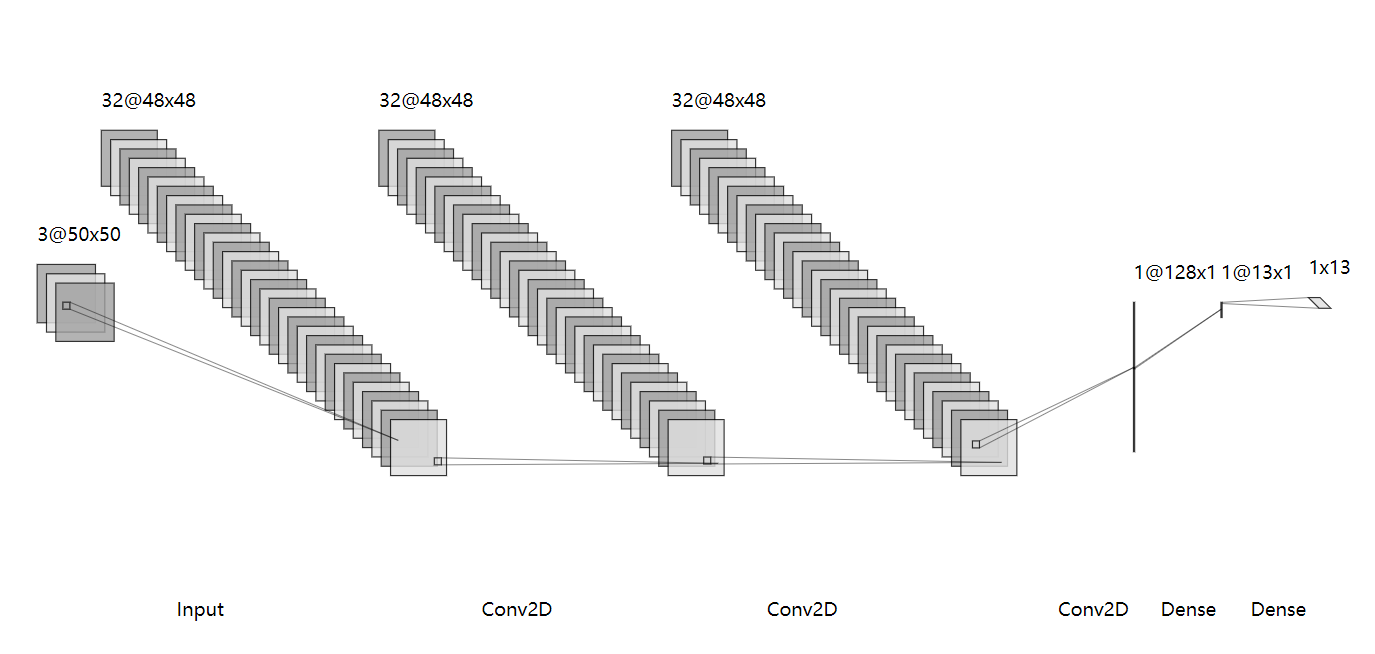 32@48x48
32@48x48
32@48x48
3@50x50
1@128x1
1@13x1
1x13
Input
Conv2D
Conv2D
Conv2D
Dense
Dense